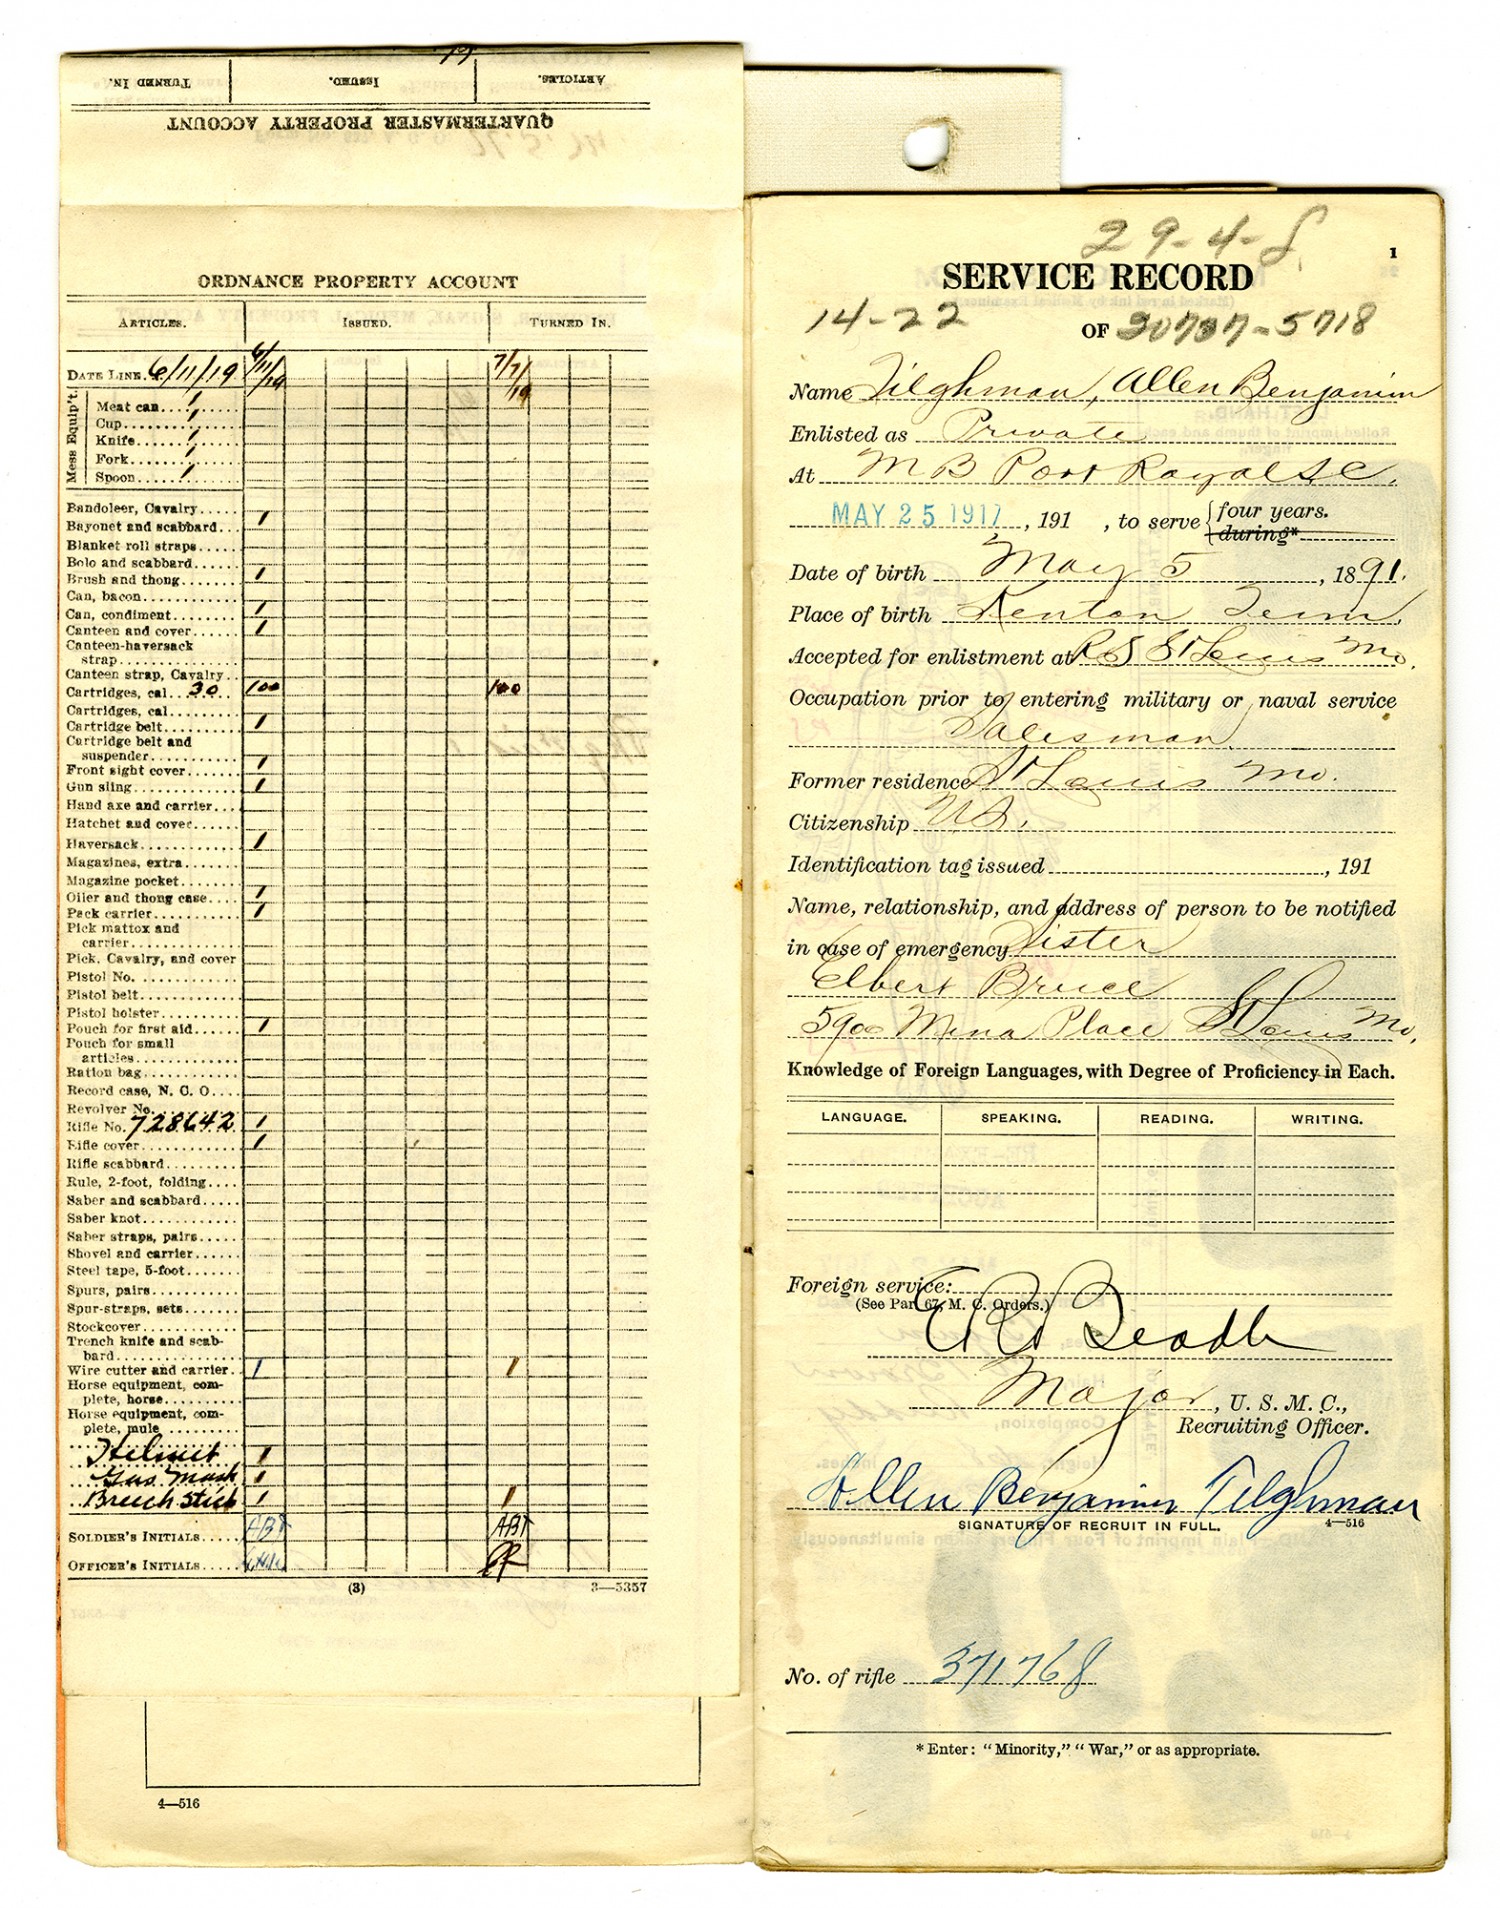 TURNED IN. ISSUED. ARTICLES.
QUARTERMASTER PROPERTY ACCOUNT
ORDNANCE PROPERTY ACCOUNT
ARTICLES. ISSUED. TURNED IN.
DATE LINE. 6/11/19 6/11/19 7/7/19
Mess Equip't.
Meat can 1
Cup 1
Knife 1
Fork 1
Spoon 1
Bandoleer, Cavalry
Bayonet and scabbard 1
Blanket roll straps
Bolo and scabbard
Brush and thong 1
Can, bacon
Can, condiment 1
Canteen and cover 1
Canteen-haversack
strap
Canteen strap, Cavalry
Cartridges, cal. 30 100 100
Cartridges, cal
Cartridge belt 1
Cartridge belt and
suspender
Front sight cover 1
Gun sling 1
Hand axe and carrier
Hatchet and cover
Haversack 1
Magazines, extra
Magazine pocket
Oiler and thong case 1
Pack carrier 1
Pick mattox and
carrier
Pick, Cavalry, and cover
Pistol No.
Pistol belt
Pistol holster
Pouch for first aid 1
Pouch for small
articles
Ration bag
Record case, N. C. O.
Revolver No.
Rifle No. 728642 1
Rifle cover 1
Rifle scabbard
Rule, 2-foot, folding
Saber and scabbard
Saber knot
Saber straps, pairs
Shovel and carrier
Steel tape, 5-foot
Spurs, pairs
Spur-straps, sets
Stockcover
Trench knife and scab-
bard
Wire cutter and carrier 1 1
Horse equipment, com-
plete, horse
Horse equipment, com-
plete, mule
Helmet 1
Gas Mask 1
Breech Stick 1 1
SOLDIER'S INITIALS ABT ABT
OFFICER'S INITIALS
(3) 3—5357
4—516
29-4-8
1
SERVICE RECORD
14-22
OF 30737-5718
Name Tilghman, Allen Benjamin
Enlisted as Private
At M B Port Royal S.C.
MAY 25 1917, 191 , to serve { four years.
during*
Date of birth May 5, 1891.
Place of birth Kenton Tenn.
Accepted for enlistment at R S St Louis Mo.
Occupation prior to entering military or naval service
Salesman
Former residence St Louis Mo.
Citizenship U.S.
Identification tag issued , 191
Name, relationship, and address of person to be notified
in case of emergency Sister
Elbert Bruce
5900 Mina Place St Louis Mo.
Knowledge of Foreign Languages, with Degree of Proficiency in Each.
LANGUAGE. SPEAKING. READING. WRITING.
Foreign service:
(See Par. 67, M. C. Orders.)
Major, U. S. M. C.,
Recruiting Officer.
Allen Benjamin Tilghman
SIGNATURE OF RECRUIT IN FULL. 4—516
No. of rifle 371768
* Enter: "Minority," "War," or as appropriate.